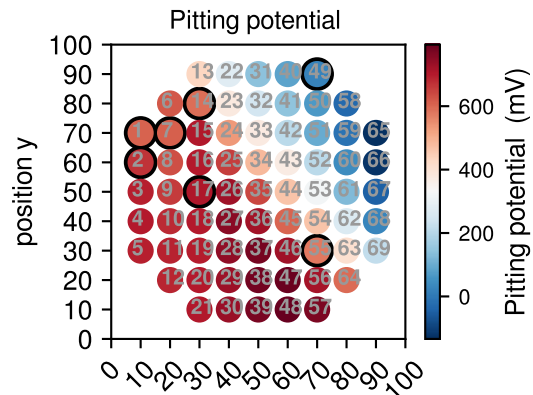 Pitting potential
100
90
80
70
60
50
40
30
20
10
0
position y
13 22 31 40 49
6 14 23 32 41 50 58
1 7 15 24 33 42 51 59 65
2 8 16 25 34 43 52 60 66
3 9 17 26 35 44 53 61 67
4 10 18 27 36 45 54 62 68
5 11 19 28 37 46 55 63 69
12 20 29 38 47 56 64
21 30 39 48 57
0 10 20 30 40 50 60 70 80 90 100
600
400
200
0
Pitting potential (mV)